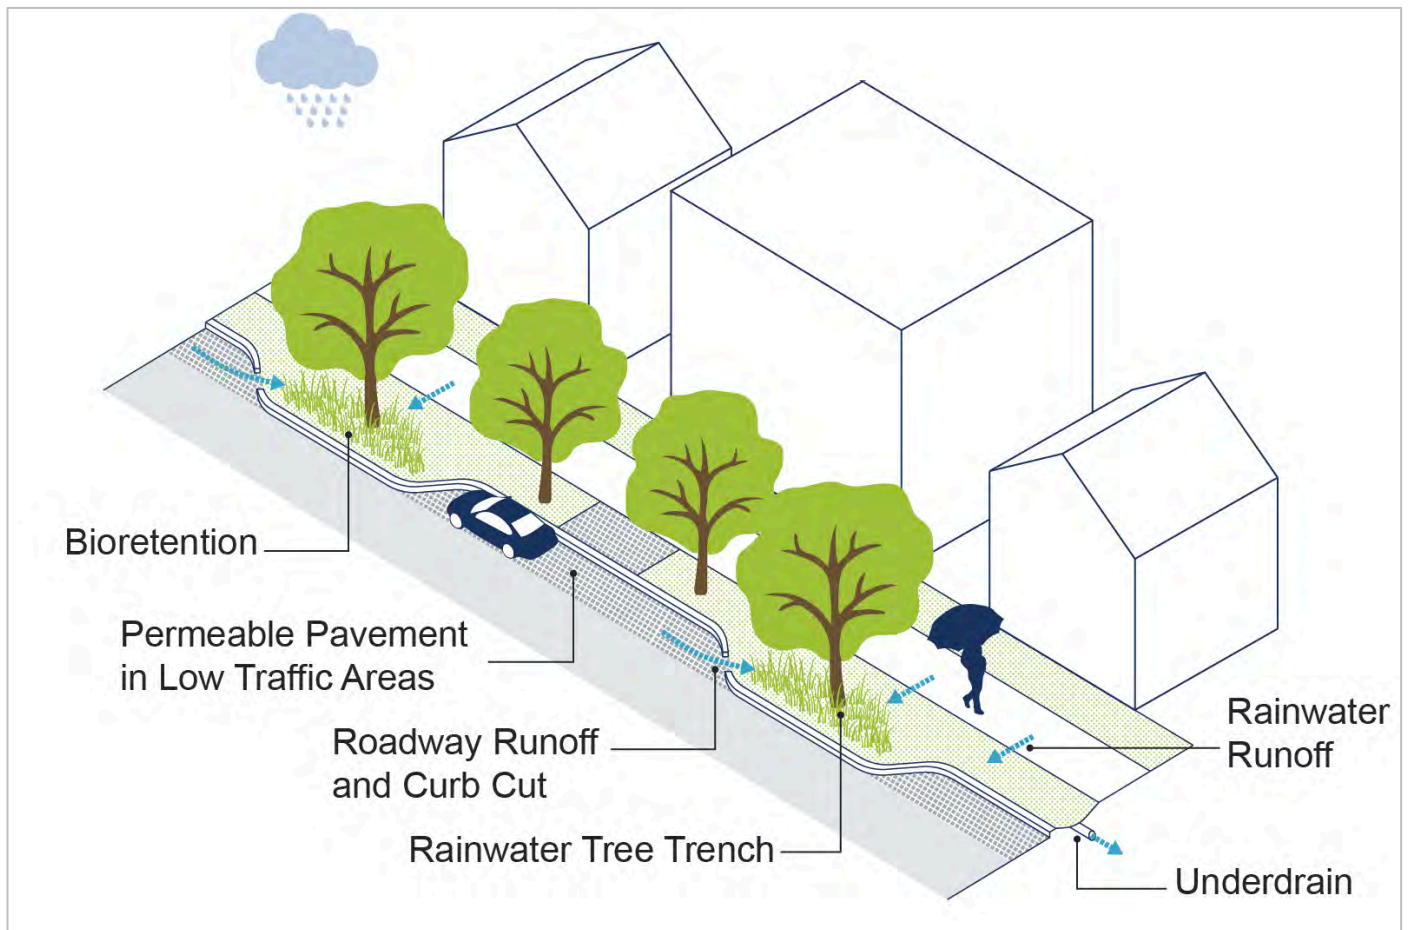 Bioretention
Permeable Pavement
in Low Traffic Areas
Roadway Runoff
and Curb Cut
Rainwater Tree Trench
Rainwater
Runoff
Underdrain